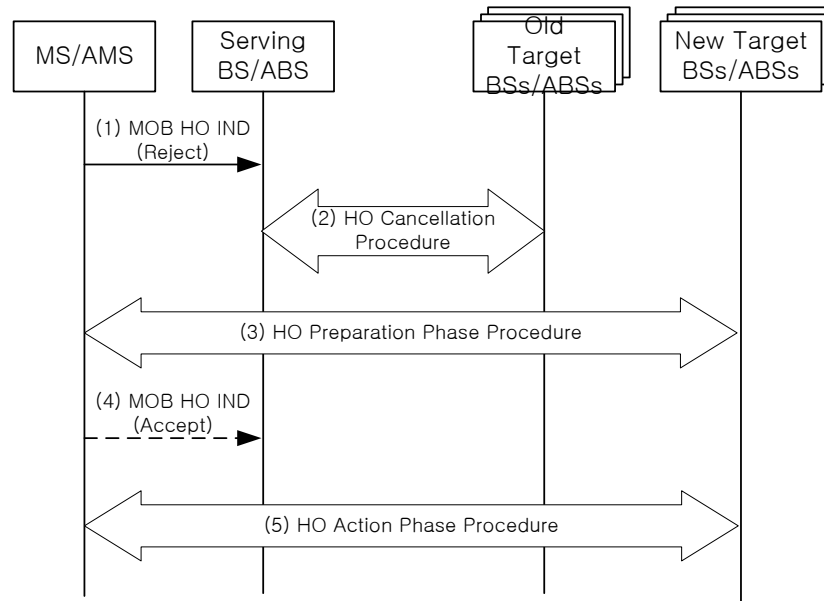 MS/AMS
Serving
BS/ABS
Old
Target
BSs/ABSs
New Target
BSs/ABSs
(1) MOB HO IND
(Reject)
(2) HO Cancellation
Procedure
(3) HO Preparation Phase Procedure
(4) MOB HO IND
(Accept)
(5) HO Action Phase Procedure